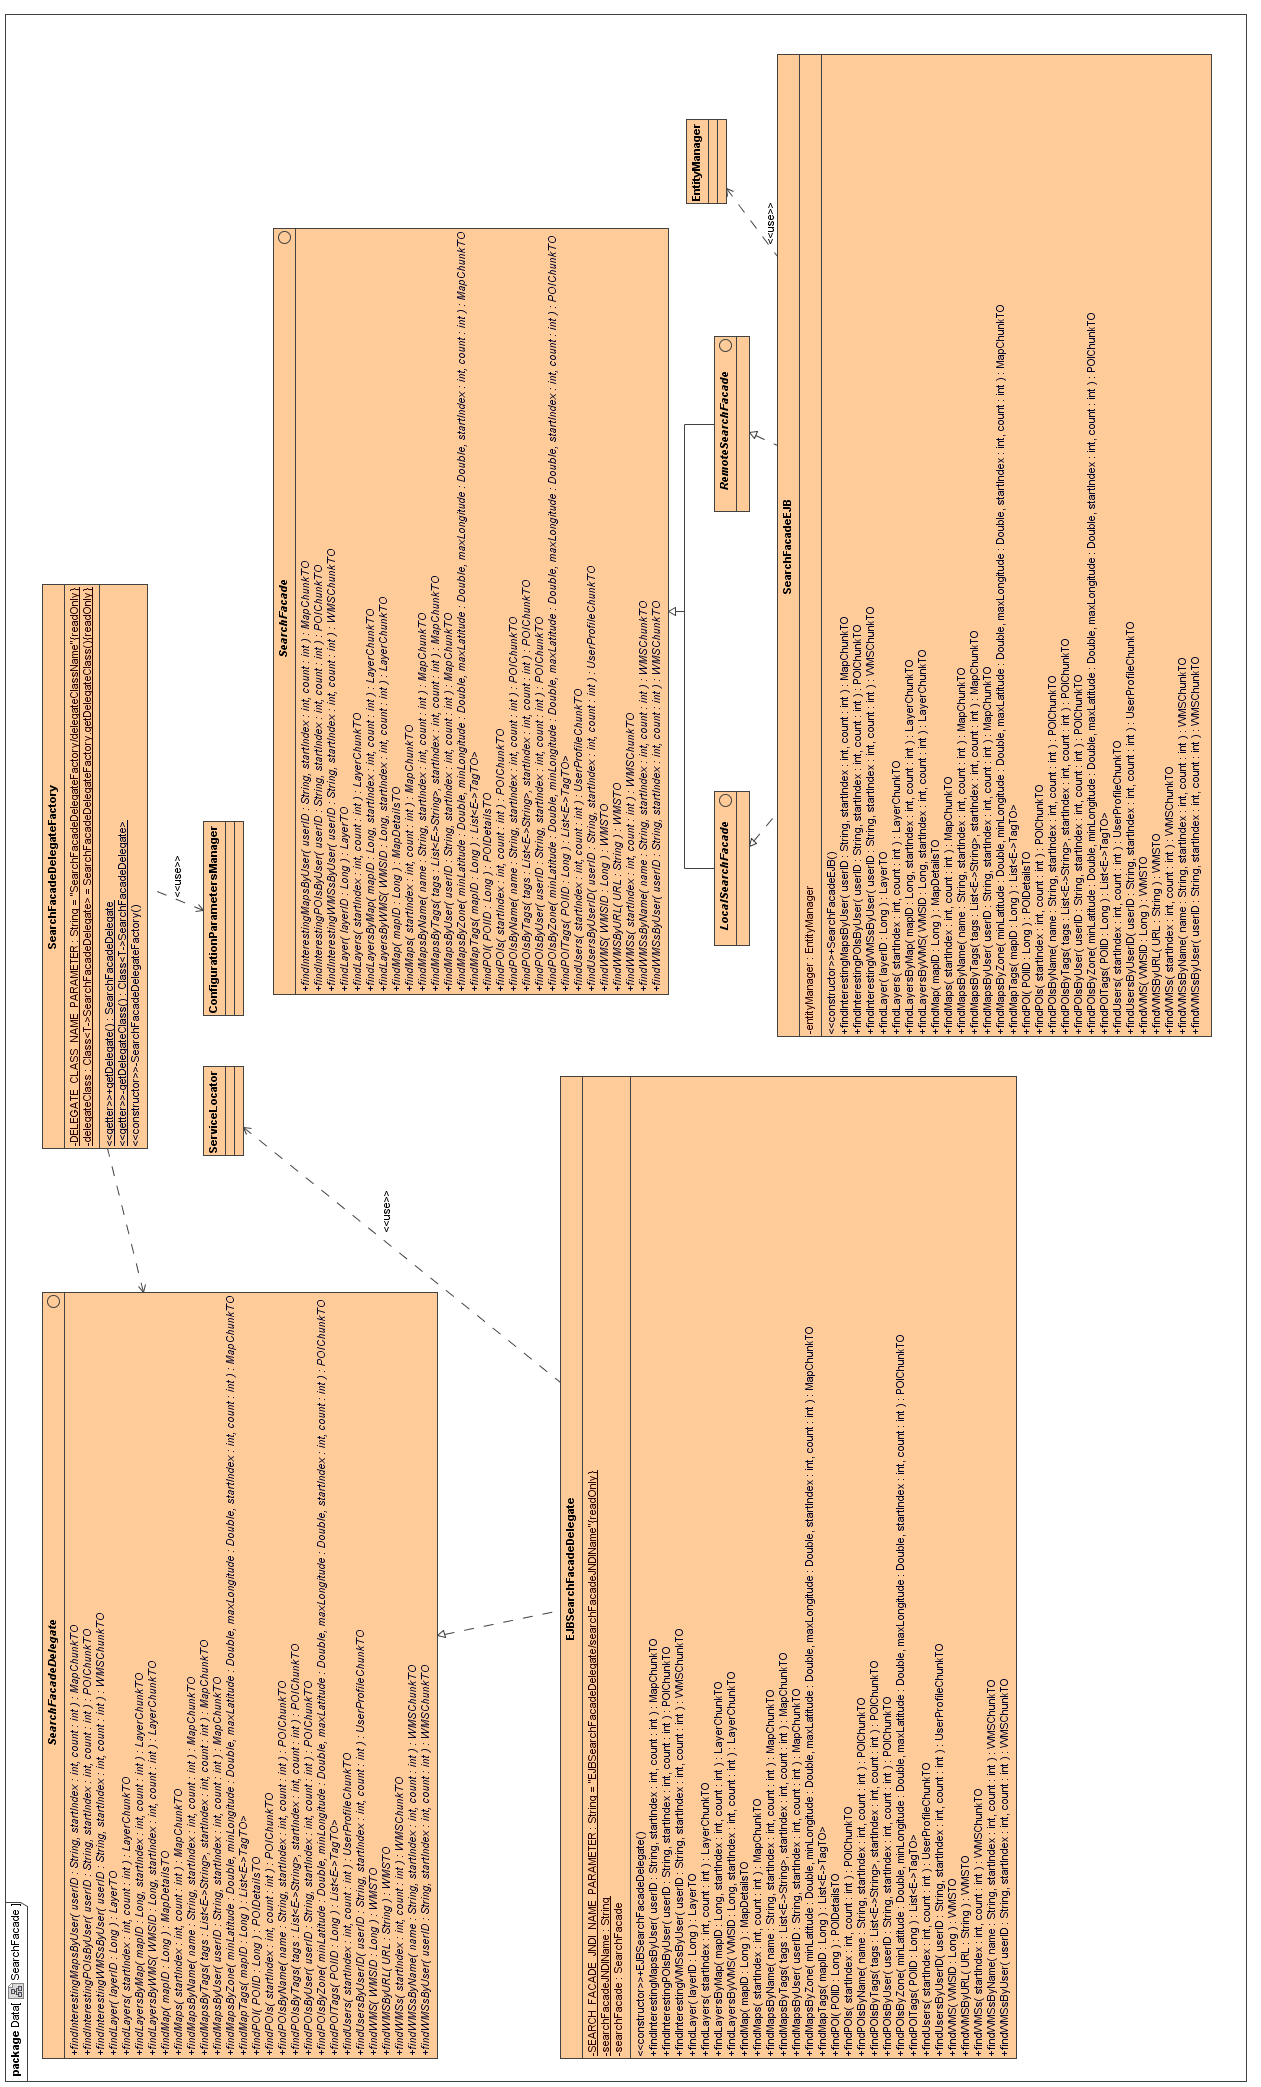 package Data[ SearchFacade ]
SearchFacadeDelegate
+findInterestingMapsByUser( userID : String, startIndex : int, count : int ) : MapChunkTO
+findInterestingPOIsByUser( userID : String, startIndex : int, count : int ) : POIChunkTO
+findInterestingWMSsByUser( userID : String, startIndex : int, count : int ) : WMSChunkTO
+findLayer( layerID : Long ) : LayerTO
+findLayers( startIndex : int, count : int ) : LayerChunkTO
+findLayersByMap( mapID : Long, startIndex : int, count : int ) : LayerChunkTO
+findLayersByWMS( WMSID : Long, startIndex : int, count : int ) : LayerChunkTO
+findMap( mapID : Long ) : MapDetailsTO
+findMaps( startIndex : int, count : int ) : MapChunkTO
+findMapsByName( name : String, startIndex : int, count : int ) : MapChunkTO
+findMapsByTags( tags : List<E->String>, startIndex : int, count : int ) : MapChunkTO
+findMapsByUser( userID : String, startIndex : int, count : int ) : MapChunkTO
+findMapsByZone( minLatitude : Double, minLongitude : Double, maxLatitude : Double, maxLongitude : Double, startIndex : int, count : int ) : MapChunkTO
+findMapTags( mapID : Long ) : List<E->TagTO>
+findPOI( POIID : Long ) : POIDetailsTO
+findPOIs( startIndex : int, count : int ) : POIChunkTO
+findPOIsByName( name : String, startIndex : int, count : int ) : POIChunkTO
+findPOIsByTags( tags : List<E->String>, startIndex : int, count : int ) : POIChunkTO
+findPOIsByUser( userID : String, startIndex : int, count : int ) : POIChunkTO
+findPOIsByZone( minLatitude : Double, minLongitude : Double, maxLatitude : Double, maxLongitude : Double, startIndex : int, count : int ) : POIChunkTO
+findPOITags( POIID : Long ) : List<E->TagTO>
+findUsers( startIndex : int, count : int ) : UserProfileChunkTO
+findUsersByUserID( userID : String, startIndex : int, count : int ) : UserProfileChunkTO
+findWMS( WMSID : Long ) : WMSTO
+findWMSByURL( URL : String ) : WMSTO
+findWMSs( startIndex : int, count : int ) : WMSChunkTO
+findWMSsByName( name : String, startIndex : int, count : int ) : WMSChunkTO
+findWMSsByUser( userID : String, startIndex : int, count : int ) : WMSChunkTO
SearchFacadeDelegateFactory
-DELEGATE_CLASS_NAME_PARAMETER : String = "SearchFacadeDelegateFactory/delegateClassName"{readOnly}
-delegateClass : Class<T->SearchFacadeDelegate> = SearchFacadeDelegateFactory.getDelegateClass(){readOnly}
<<getter>>+getDelegate() : SearchFacadeDelegate
<<getter>>-getDelegateClass() : Class<T->SearchFacadeDelegate>
<<constructor>>-SearchFacadeDelegateFactory()
<<use>>
ServiceLocator
ConfigurationParametersManager
<<use>>
SearchFacade
+findInterestingMapsByUser( userID : String, startIndex : int, count : int ) : MapChunkTO
+findInterestingPOIsByUser( userID : String, startIndex : int, count : int ) : POIChunkTO
+findInterestingWMSsByUser( userID : String, startIndex : int, count : int ) : WMSChunkTO
+findLayer( layerID : Long ) : LayerTO
+findLayers( startIndex : int, count : int ) : LayerChunkTO
+findLayersByMap( mapID : Long, startIndex : int, count : int ) : LayerChunkTO
+findLayersByWMS( WMSID : Long, startIndex : int, count : int ) : LayerChunkTO
+findMap( mapID : Long ) : MapDetailsTO
+findMaps( startIndex : int, count : int ) : MapChunkTO
+findMapsByName( name : String, startIndex : int, count : int ) : MapChunkTO
+findMapsByTags( tags : List<E->String>, startIndex : int, count : int ) : MapChunkTO
+findMapsByUser( userID : String, startIndex : int, count : int ) : MapChunkTO
+findMapsByZone( minLatitude : Double, minLongitude : Double, maxLatitude : Double, maxLongitude : Double, startIndex : int, count : int ) : MapChunkTO
+findMapTags( mapID : Long ) : List<E->TagTO>
+findPOI( POIID : Long ) : POIDetailsTO
+findPOIs( startIndex : int, count : int ) : POIChunkTO
+findPOIsByName( name : String, startIndex : int, count : int ) : POIChunkTO
+findPOIsByTags( tags : List<E->String>, startIndex : int, count : int ) : POIChunkTO
+findPOIsByUser( userID : String, startIndex : int, count : int ) : POIChunkTO
+findPOIsByZone( minLatitude : Double, minLongitude : Double, maxLatitude : Double, maxLongitude : Double, startIndex : int, count : int ) : POIChunkTO
+findPOITags( POIID : Long ) : List<E->TagTO>
+findUsers( startIndex : int, count : int ) : UserProfileChunkTO
+findUsersByUserID( userID : String, startIndex : int, count : int ) : UserProfileChunkTO
+findWMS( WMSID : Long ) : WMSTO
+findWMSByURL( URL : String ) : WMSTO
+findWMSs( startIndex : int, count : int ) : WMSChunkTO
+findWMSsByName( name : String, startIndex : int, count : int ) : WMSChunkTO
+findWMSsByUser( userID : String, startIndex : int, count : int ) : WMSChunkTO
EJBSearchFacadeDelegate
-SEARCH_FACADE_JNDI_NAME_PARAMETER : String = "EJBSearchFacadeDelegate/searchFacadeJNDIName"{readOnly}
-searchFacadeJNDIName : String
-searchFacade : SearchFacade
<<constructor>>+EJBSearchFacadeDelegate()
+findInterestingMapsByUser( userID : String, startIndex : int, count : int ) : MapChunkTO
+findInterestingPOIsByUser( userID : String, startIndex : int, count : int ) : POIChunkTO
+findInterestingWMSsByUser( userID : String, startIndex : int, count : int ) : WMSChunkTO
+findLayer( layerID : Long ) : LayerTO
+findLayers( startIndex : int, count : int ) : LayerChunkTO
+findLayersByMap( mapID : Long, startIndex : int, count : int ) : LayerChunkTO
+findLayersByWMS( WMSID : Long, startIndex : int, count : int ) : LayerChunkTO
+findMap( mapID : Long ) : MapDetailsTO
+findMaps( startIndex : int, count : int ) : MapChunkTO
+findMapsByName( name : String, startIndex : int, count : int ) : MapChunkTO
+findMapsByTags( tags : List<E->String>, startIndex : int, count : int ) : MapChunkTO
+findMapsByUser( userID : String, startIndex : int, count : int ) : MapChunkTO
+findMapsByZone( minLatitude : Double, minLongitude : Double, maxLatitude : Double, maxLongitude : Double, startIndex : int, count : int ) : MapChunkTO
+findMapTags( mapID : Long ) : List<E->TagTO>
+findPOI( POIID : Long ) : POIDetailsTO
+findPOIs( startIndex : int, count : int ) : POIChunkTO
+findPOIsByName( name : String, startIndex : int, count : int ) : POIChunkTO
+findPOIsByTags( tags : List<E->String>, startIndex : int, count : int ) : POIChunkTO
+findPOIsByUser( userID : String, startIndex : int, count : int ) : POIChunkTO
+findPOIsByZone( minLatitude : Double, minLongitude : Double, maxLatitude : Double, maxLongitude : Double, startIndex : int, count : int ) : POIChunkTO
+findPOITags( POIID : Long ) : List<E->TagTO>
+findUsers( startIndex : int, count : int ) : UserProfileChunkTO
+findUsersByUserID( userID : String, startIndex : int, count : int ) : UserProfileChunkTO
+findWMS( WMSID : Long ) : WMSTO
+findWMSByURL( URL : String ) : WMSTO
+findWMSs( startIndex : int, count : int ) : WMSChunkTO
+findWMSsByName( name : String, startIndex : int, count : int ) : WMSChunkTO
+findWMSsByUser( userID : String, startIndex : int, count : int ) : WMSChunkTO
LocalSearchFacade
RemoteSearchFacade
EntityManager
<<use>>
SearchFacadeEJB
-entityManager : EntityManager
<<constructor>>+SearchFacadeEJB()
+findInterestingMapsByUser( userID : String, startIndex : int, count : int ) : MapChunkTO
+findInterestingPOIsByUser( userID : String, startIndex : int, count : int ) : POIChunkTO
+findInterestingWMSsByUser( userID : String, startIndex : int, count : int ) : WMSChunkTO
+findLayer( layerID : Long ) : LayerTO
+findLayers( startIndex : int, count : int ) : LayerChunkTO
+findLayersByMap( mapID : Long, startIndex : int, count : int ) : LayerChunkTO
+findLayersByWMS( WMSID : Long, startIndex : int, count : int ) : LayerChunkTO
+findMap( mapID : Long ) : MapDetailsTO
+findMaps( startIndex : int, count : int ) : MapChunkTO
+findMapsByName( name : String, startIndex : int, count : int ) : MapChunkTO
+findMapsByTags( tags : List<E->String>, startIndex : int, count : int ) : MapChunkTO
+findMapsByUser( userID : String, startIndex : int, count : int ) : MapChunkTO
+findMapsByZone( minLatitude : Double, minLongitude : Double, maxLatitude : Double, maxLongitude : Double, startIndex : int, count : int ) : MapChunkTO
+findMapTags( mapID : Long ) : List<E->TagTO>
+findPOI( POIID : Long ) : POIDetailsTO
+findPOIs( startIndex : int, count : int ) : POIChunkTO
+findPOIsByName( name : String, startIndex : int, count : int ) : POIChunkTO
+findPOIsByTags( tags : List<E->String>, startIndex : int, count : int ) : POIChunkTO
+findPOIsByUser( userID : String, startIndex : int, count : int ) : POIChunkTO
+findPOIsByZone( minLatitude : Double, minLongitude : Double, maxLatitude : Double, maxLongitude : Double, startIndex : int, count : int ) : POIChunkTO
+findPOITags( POIID : Long ) : List<E->TagTO>
+findUsers( startIndex : int, count : int ) : UserProfileChunkTO
+findUsersByUserID( userID : String, startIndex : int, count : int ) : UserProfileChunkTO
+findWMS( WMSID : Long ) : WMSTO
+findWMSByURL( URL : String ) : WMSTO
+findWMSs( startIndex : int, count : int ) : WMSChunkTO
+findWMSsByName( name : String, startIndex : int, count : int ) : WMSChunkTO
+findWMSsByUser( userID : String, startIndex : int, count : int ) : WMSChunkTO